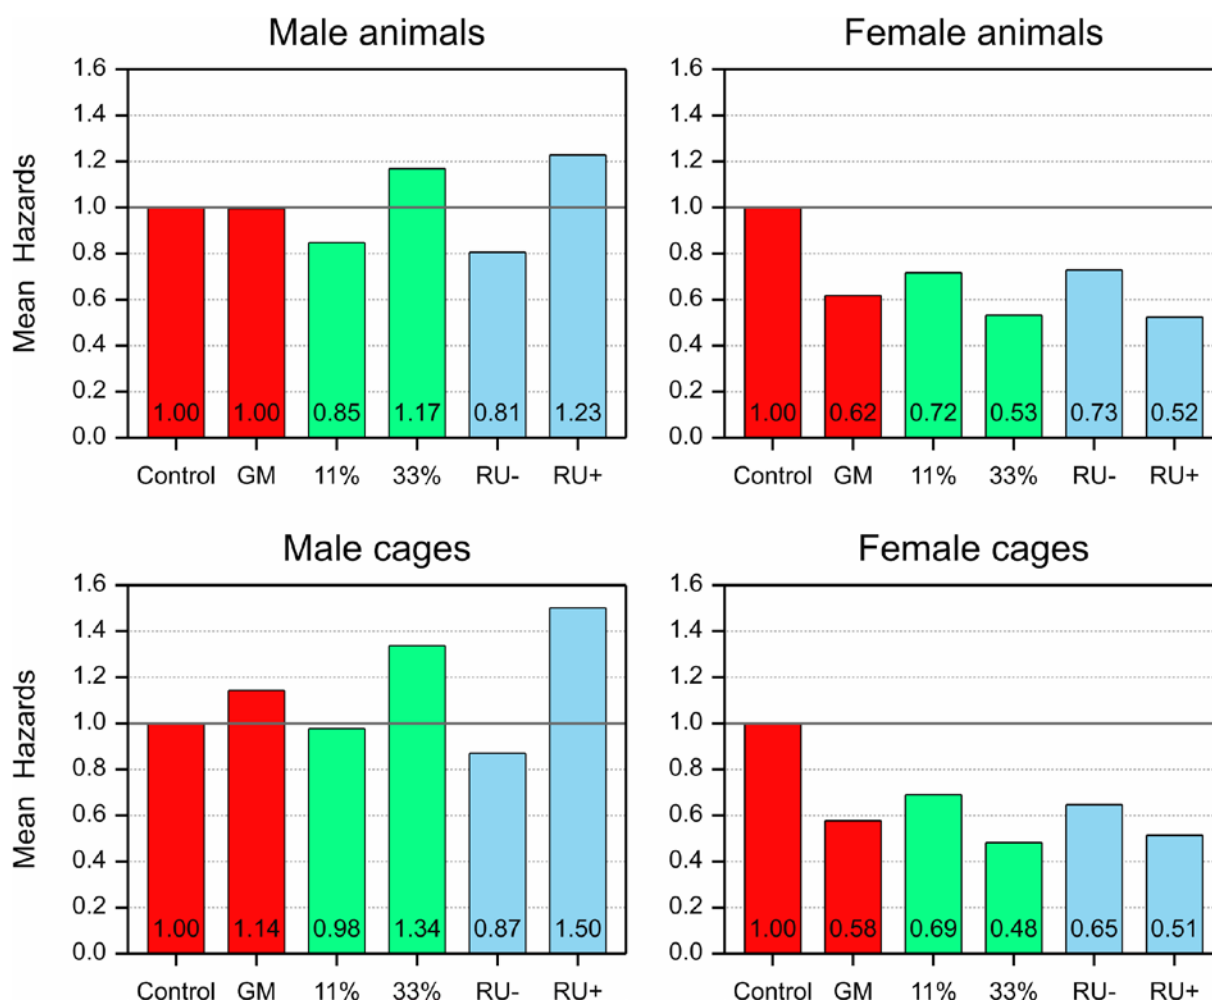 Male animals
Female animals
Mean Hazards
1.6
1.4
1.2
1.0
0.8
0.6
0.4
0.2
0.0
1.00 1.00 0.85 1.17 0.81 1.23
Control GM 11% 33% RU- RU+
1.6
1.4
1.2
1.0
0.8
0.6
0.4
0.2
0.0
1.00 0.62 0.72 0.53 0.73 0.52
Control GM 11% 33% RU- RU+
Male cages
Female cages
Mean Hazards
1.6
1.4
1.2
1.0
0.8
0.6
0.4
0.2
0.0
1.00 1.14 0.98 1.34 0.87 1.50
Control GM 11% 33% RU- RU+
1.6
1.4
1.2
1.0
0.8
0.6
0.4
0.2
0.0
1.00 0.58 0.69 0.48 0.65 0.51
Control GM 11% 33% RU- RU+